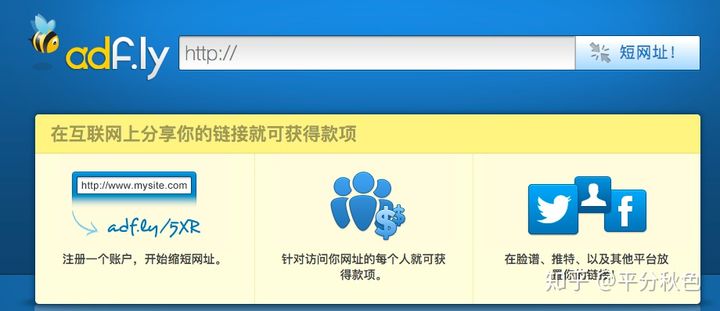 adf.ly
http://
短网址！
在互联网上分享你的链接就可获得款项
http://www.mysite.com
adf.ly/5XR
注册一个账户，开始缩短网址。
针对访问你网址的每个人就可获
得款项。
在脸谱、推特、以及其他平台放
置你的链接！
知乎 @平分秋色